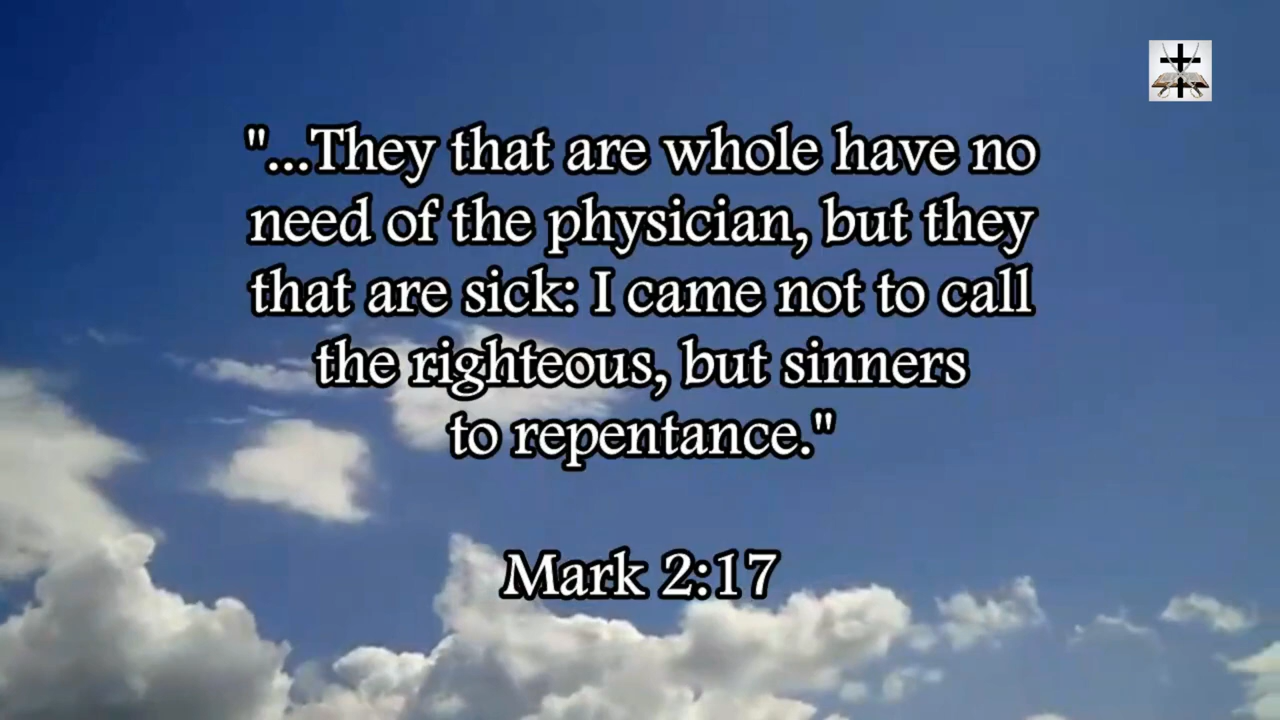 "...They that are whole have no
need of the physician, but they
that are sick: I came not to call
the righteous, but sinners
to repentance."
Mark 2:17